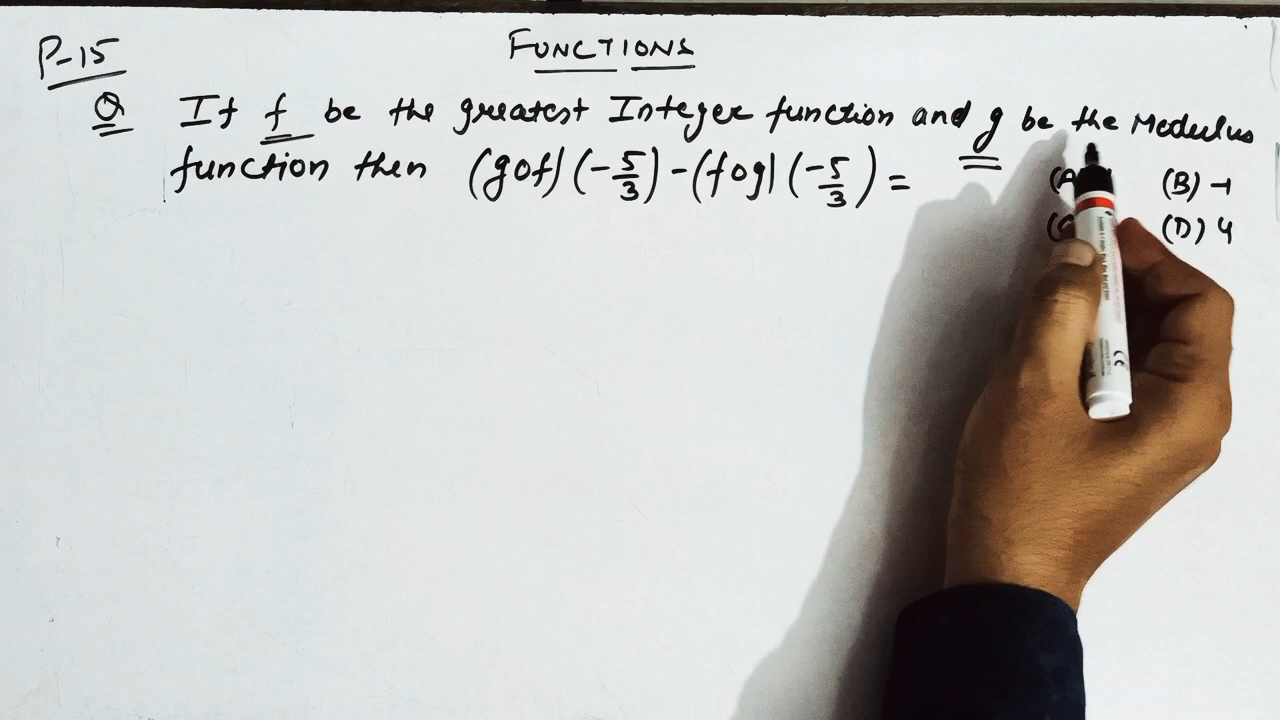 P-15
FUNCTIONS
Q If f be the greatest Integer function and g be the Modulus
function then (gof)(-5/3) - (fog)(-5/3) =
(A (B) -1
(C (D) 4